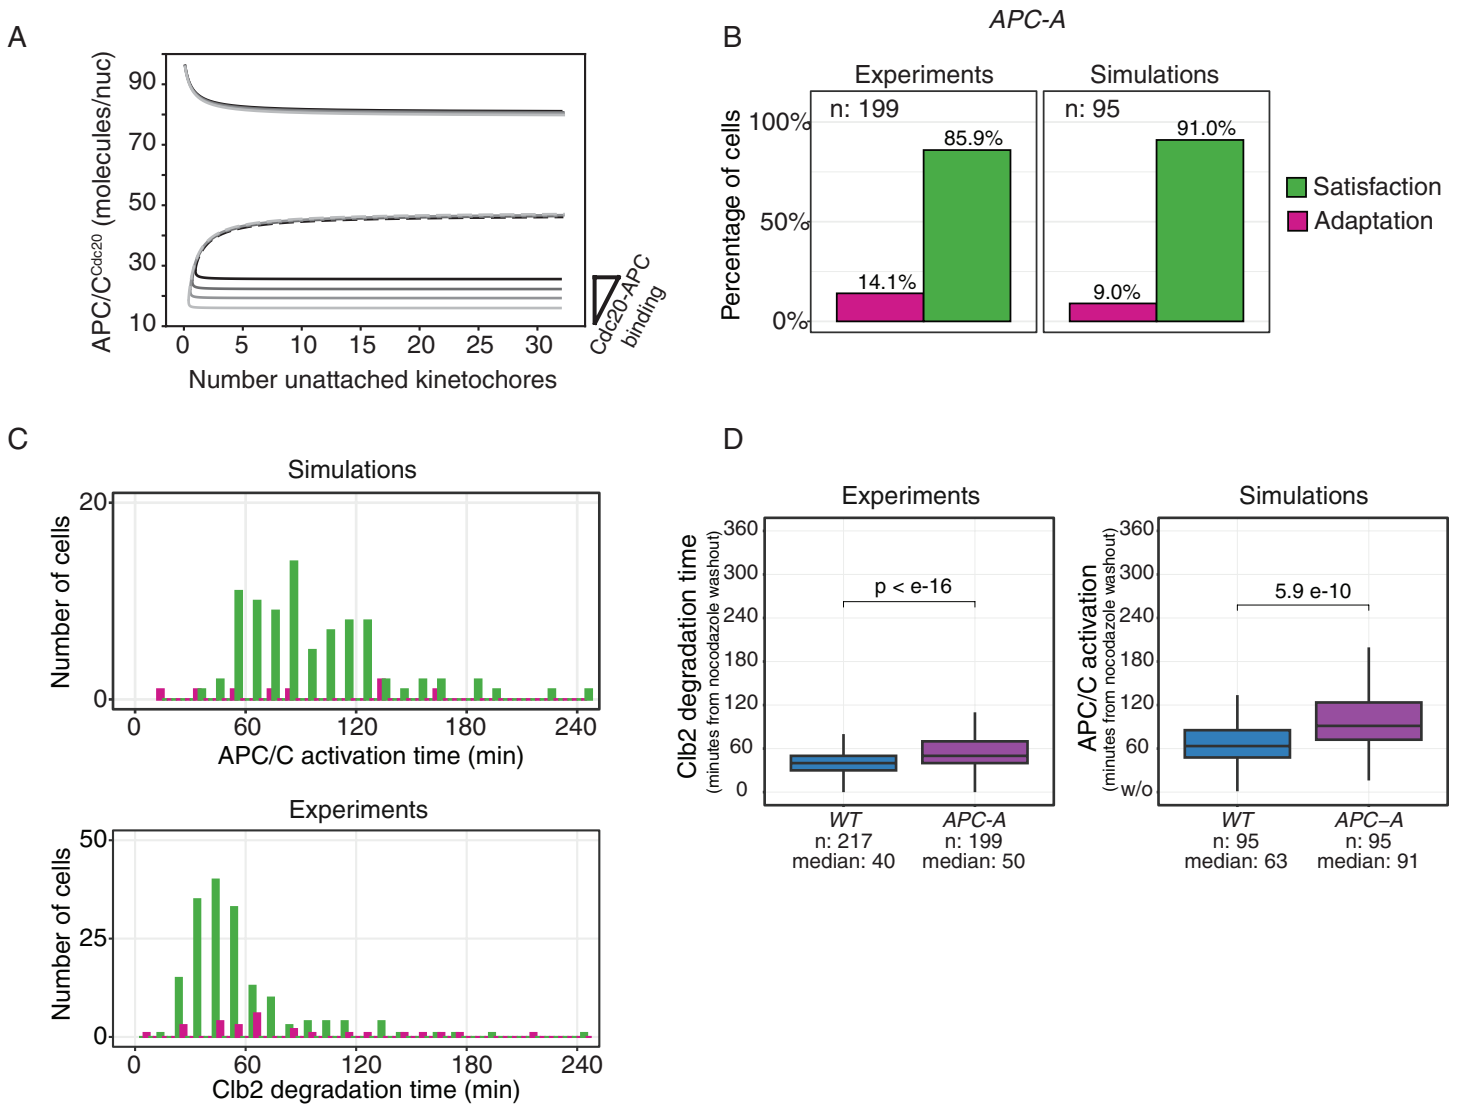 A
APC/C^Cdc20 (molecules/nuc)
90
70
50
30
10
0 5 10 15 20 25 30
Number unattached kinetochores
Cdc20-APC
binding
B
APC-A
Experiments
Simulations
Percentage of cells
100%
50%
0%
n: 199
14.1%
85.9%
n: 95
9.0%
91.0%
Satisfaction
Adaptation
C
Simulations
Number of cells
20
0
0 60 120 180 240
APC/C activation time (min)
Experiments
Number of cells
50
25
0
0 60 120 180 240
Clb2 degradation time (min)
D
Experiments
Clb2 degradation time
(minutes from nocodazole washout)
360
300
240
180
120
60
0
p < e-16
WT
n: 217
median: 40
APC-A
n: 199
median: 50
Simulations
APC/C activation
(minutes from nocodazole washout)
360
300
240
180
120
60
w/o
5.9 e-10
WT
n: 95
median: 63
APC–A
n: 95
median: 91